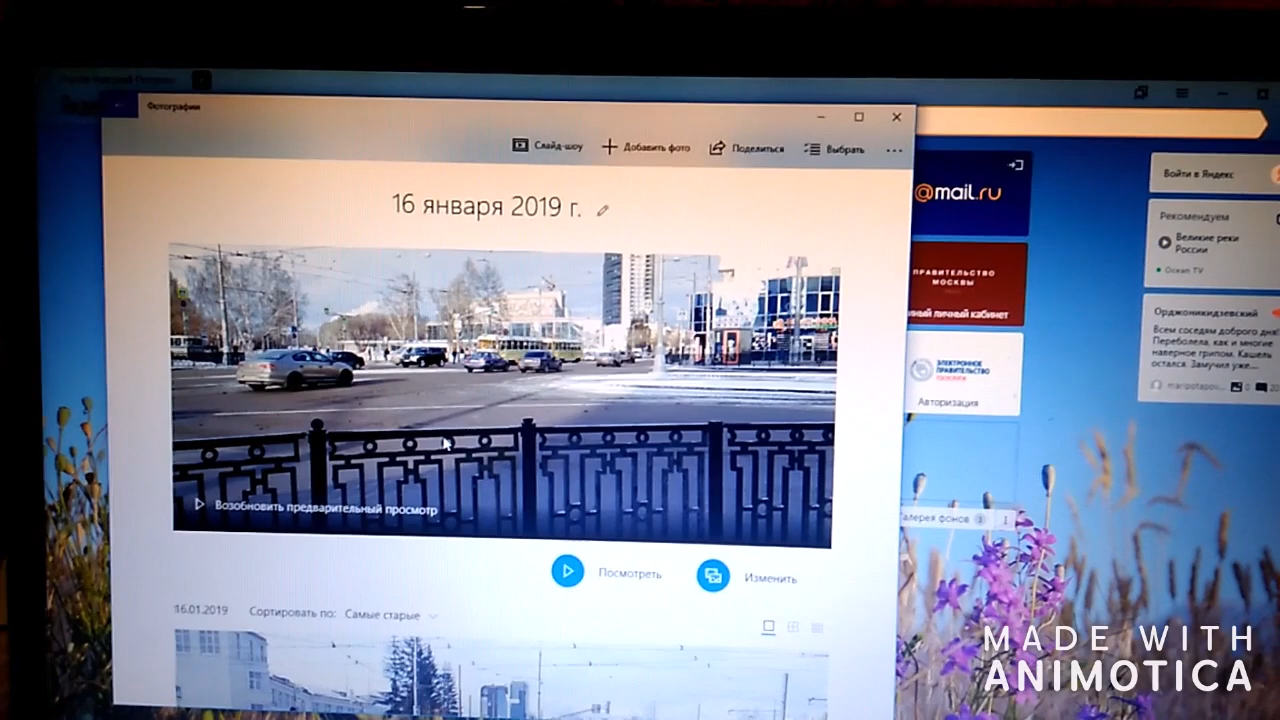 Фотографии
Слайд-шоу
Добавить фото
Поделиться
Выбрать
16 января 2019 г.
Возобновить предварительный просмотр
Посмотреть
Изменить
16.01.2019
Сортировать по: Самые старые
@mail.ru
ПРАВИТЕЛЬСТВО
МОСКВЫ
личный кабинет
ЭЛЕКТРОННОЕ
ПРАВИТЕЛЬСТВО
Авторизация
фонов
Войти в Яндекс
Рекомендуем
Великие реки
России
Ocean TV
Орджоникидзевский
Всем соседям доброго дня
Переболела, как и многие
наверное гриппом. Кашель
остался. Замучил уже...
MADE WITH
ANIMOTICA